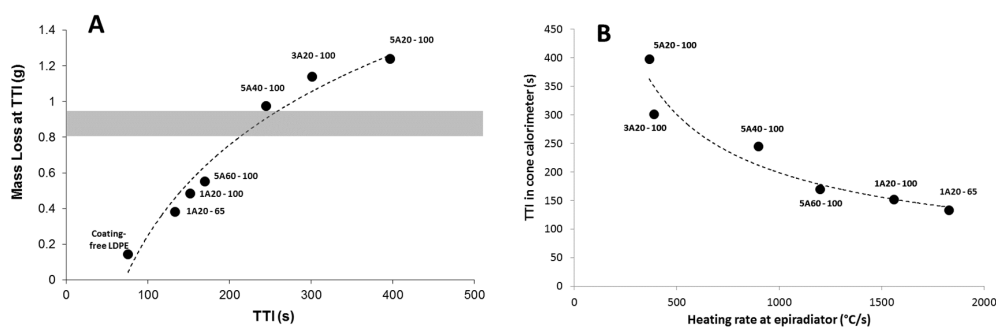 A
Mass Loss at TTI (g)
1.4
1.2
1
0.8
0.6
0.4
0.2
0
5A20 - 100
3A20 - 100
5A40 - 100
5A60 - 100
1A20 - 100
1A20 - 65
Coating-
free LDPE
0 100 200 300 400 500
TTI (s)
B
TTI in cone calorimeter (s)
450
400
350
300
250
200
150
100
50
0
5A20 - 100
3A20 - 100
5A40 - 100
5A60 - 100
1A20 - 100
1A20 - 65
0 500 1000 1500 2000
Heating rate at epiradiator (°C/s)